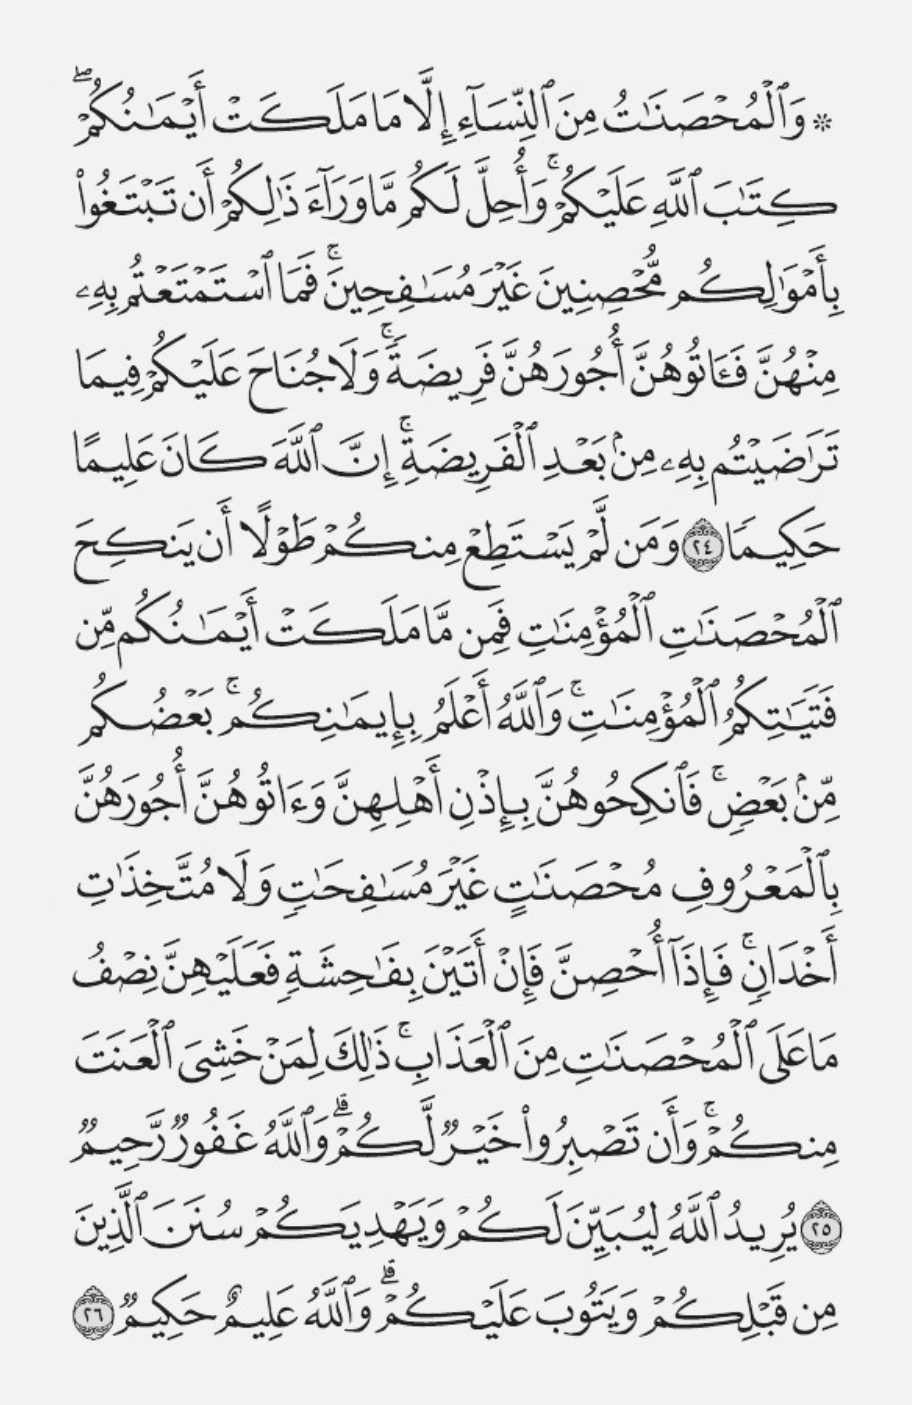 ۞ وَٱلْمُحْصَنَٰتُ مِنَ ٱلنِّسَآءِ إِلَّا مَا مَلَكَتْ أَيْمَٰنُكُمْ ۖ
كِتَٰبَ ٱللَّهِ عَلَيْكُمْ ۚ وَأُحِلَّ لَكُم مَّا وَرَآءَ ذَٰلِكُمْ أَن تَبْتَغُوا۟
بِأَمْوَٰلِكُم مُّحْصِنِينَ غَيْرَ مُسَٰفِحِينَ ۚ فَمَا ٱسْتَمْتَعْتُم بِهِۦ
مِنْهُنَّ فَـَٔاتُوهُنَّ أُجُورَهُنَّ فَرِيضَةً ۚ وَلَا جُنَاحَ عَلَيْكُمْ فِيمَا
تَرَٰضَيْتُم بِهِۦ مِنۢ بَعْدِ ٱلْفَرِيضَةِ ۚ إِنَّ ٱللَّهَ كَانَ عَلِيمًا
حَكِيمًا ٢٤ وَمَن لَّمْ يَسْتَطِعْ مِنكُمْ طَوْلًا أَن يَنكِحَ
ٱلْمُحْصَنَٰتِ ٱلْمُؤْمِنَٰتِ فَمِن مَّا مَلَكَتْ أَيْمَٰنُكُم مِّن
فَتَيَٰتِكُمُ ٱلْمُؤْمِنَٰتِ ۚ وَٱللَّهُ أَعْلَمُ بِإِيمَٰنِكُم ۚ بَعْضُكُم
مِّنۢ بَعْضٍ ۚ فَٱنكِحُوهُنَّ بِإِذْنِ أَهْلِهِنَّ وَءَاتُوهُنَّ أُجُورَهُنَّ
بِٱلْمَعْرُوفِ مُحْصَنَٰتٍ غَيْرَ مُسَٰفِحَٰتٍ وَلَا مُتَّخِذَٰتِ
أَخْدَانٍ ۚ فَإِذَآ أُحْصِنَّ فَإِنْ أَتَيْنَ بِفَٰحِشَةٍ فَعَلَيْهِنَّ نِصْفُ
مَا عَلَى ٱلْمُحْصَنَٰتِ مِنَ ٱلْعَذَابِ ۚ ذَٰلِكَ لِمَنْ خَشِىَ ٱلْعَنَتَ
مِنكُمْ ۚ وَأَن تَصْبِرُوا۟ خَيْرٌ لَّكُمْ ۗ وَٱللَّهُ غَفُورٌ رَّحِيمٌ
٢٥ يُرِيدُ ٱللَّهُ لِيُبَيِّنَ لَكُمْ وَيَهْدِيَكُمْ سُنَنَ ٱلَّذِينَ
مِن قَبْلِكُمْ وَيَتُوبَ عَلَيْكُمْ ۗ وَٱللَّهُ عَلِيمٌ حَكِيمٌ ٢٦